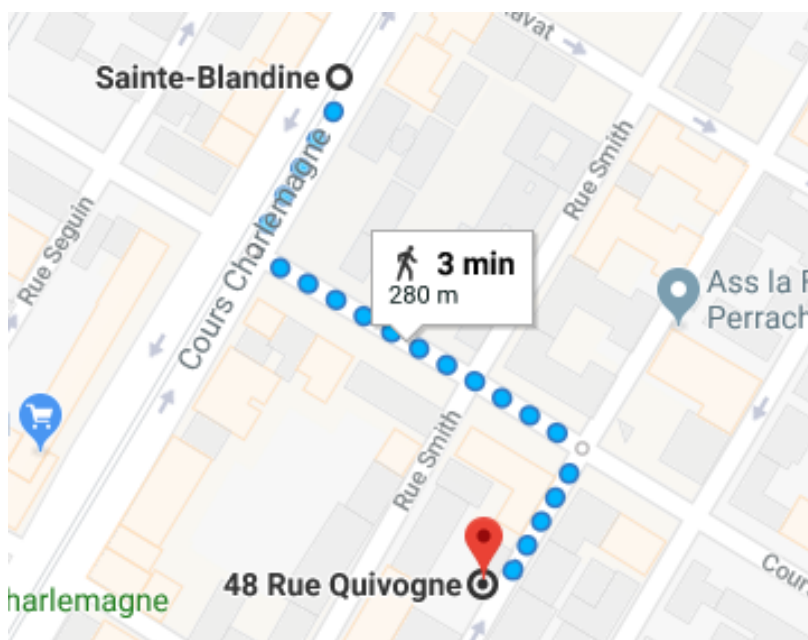 avat
Sainte-Blandine
Rue Smith
Rue Seguin
Cours Charlemagne
3 min
280 m
Ass la F
Perrach
Rue Smith
48 Rue Quivogne
Cours
harlemagne